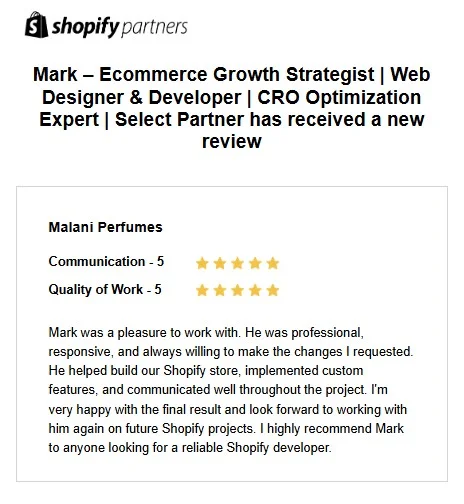 shopify partners
Mark – Ecommerce Growth Strategist | Web
Designer & Developer | CRO Optimization
Expert | Select Partner has received a new
review
Malani Perfumes
Communication - 5
Quality of Work - 5
Mark was a pleasure to work with. He was professional,
responsive, and always willing to make the changes I requested.
He helped build our Shopify store, implemented custom
features, and communicated well throughout the project. I'm
very happy with the final result and look forward to working with
him again on future Shopify projects. I highly recommend Mark
to anyone looking for a reliable Shopify developer.